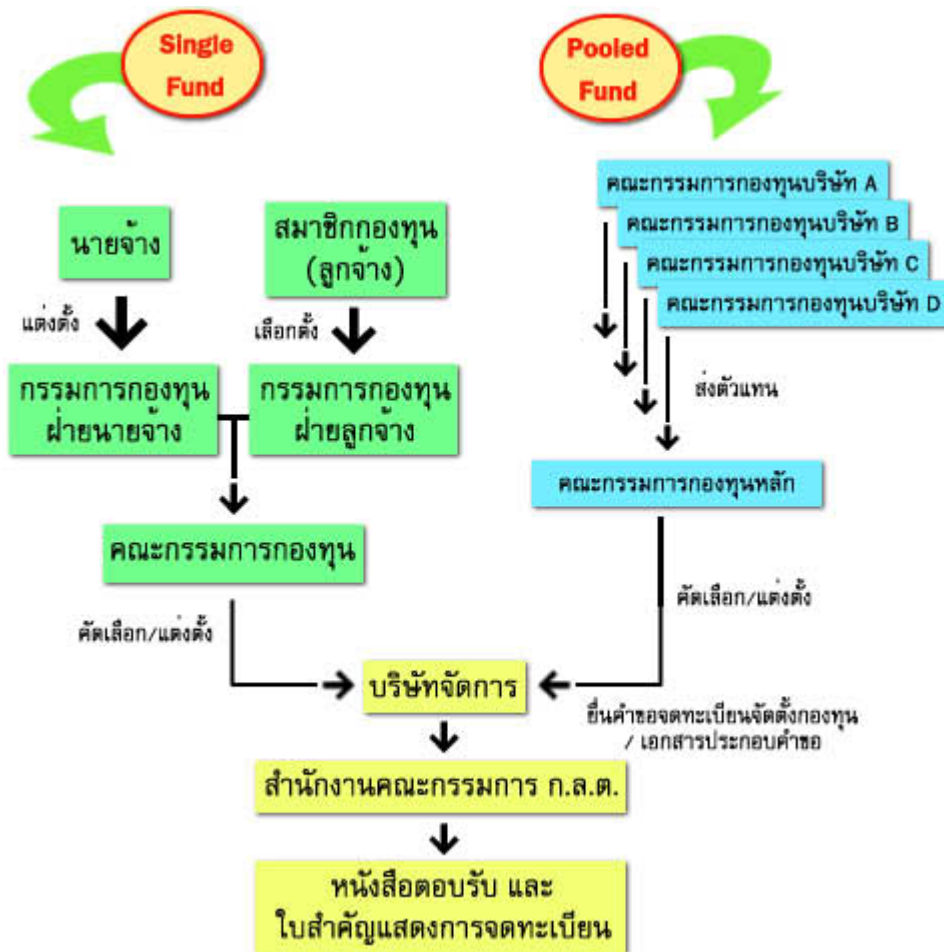 Single
Fund
Pooled
Fund
นายจ้าง
สมาชิกกองทุน
(ลูกจ้าง)
แต่งตั้ง
เลือกตั้ง
กรรมการกองทุน
ฝ่ายนายจ้าง
กรรมการกองทุน
ฝ่ายลูกจ้าง
คณะกรรมการกองทุน
คัดเลือก/แต่งตั้ง
คณะกรรมการกองทุนบริษัท A
คณะกรรมการกองทุนบริษัท B
คณะกรรมการกองทุนบริษัท C
คณะกรรมการกองทุนบริษัท D
ส่งตัวแทน
คณะกรรมการกองทุนหลัก
คัดเลือก/แต่งตั้ง
บริษัทจัดการ
ยื่นคำขอจดทะเบียนจัดตั้งกองทุน
/ เอกสารประกอบคำขอ
สำนักงานคณะกรรมการ ก.ล.ต.
หนังสือตอบรับ และ
ใบสำคัญแสดงการจดทะเบียน